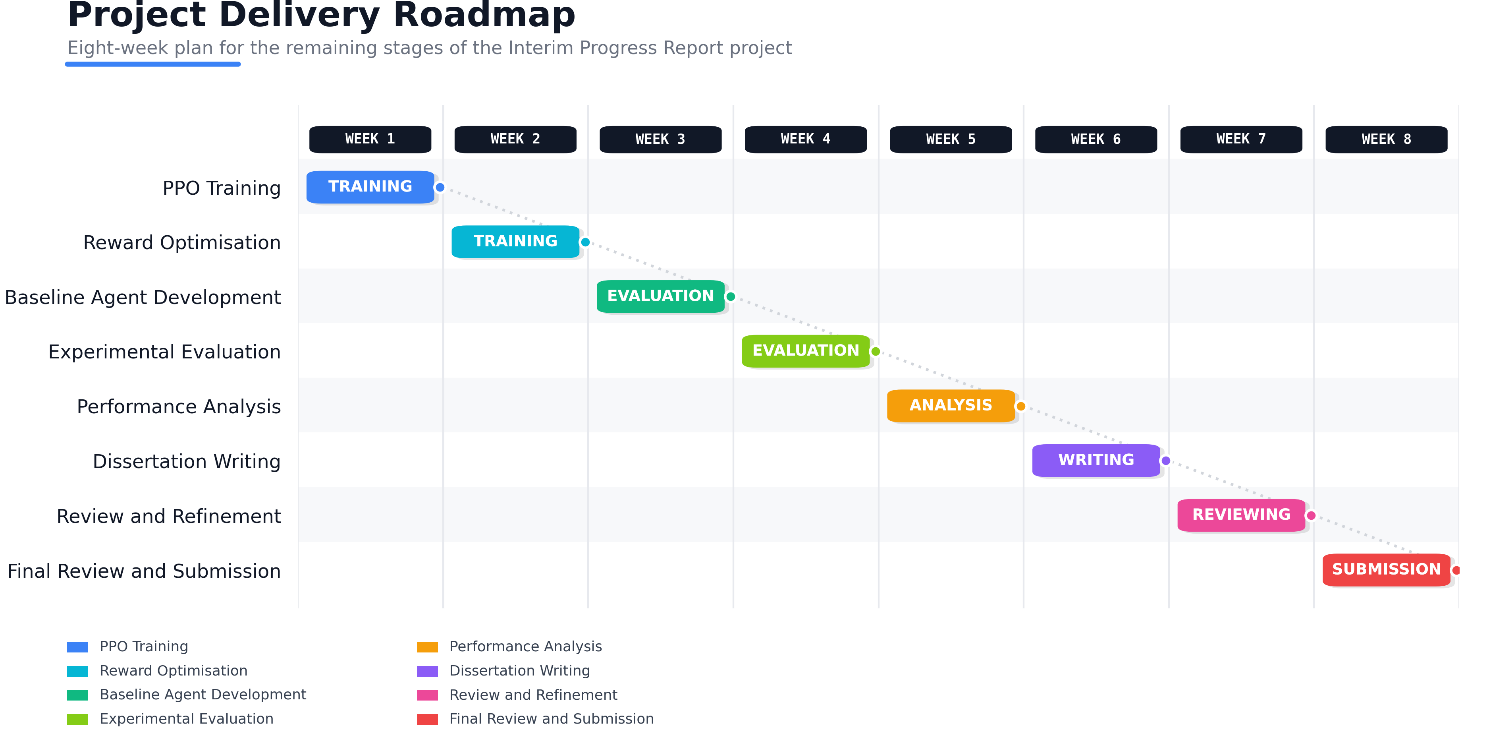 Project Delivery Roadmap
Eight-week plan for the remaining stages of the Interim Progress Report project
WEEK 1 WEEK 2 WEEK 3 WEEK 4 WEEK 5 WEEK 6 WEEK 7 WEEK 8
PPO Training TRAINING
Reward Optimisation TRAINING
Baseline Agent Development EVALUATION
Experimental Evaluation EVALUATION
Performance Analysis ANALYSIS
Dissertation Writing WRITING
Review and Refinement REVIEWING
Final Review and Submission SUBMISSION
PPO Training
Reward Optimisation
Baseline Agent Development
Experimental Evaluation
Performance Analysis
Dissertation Writing
Review and Refinement
Final Review and Submission